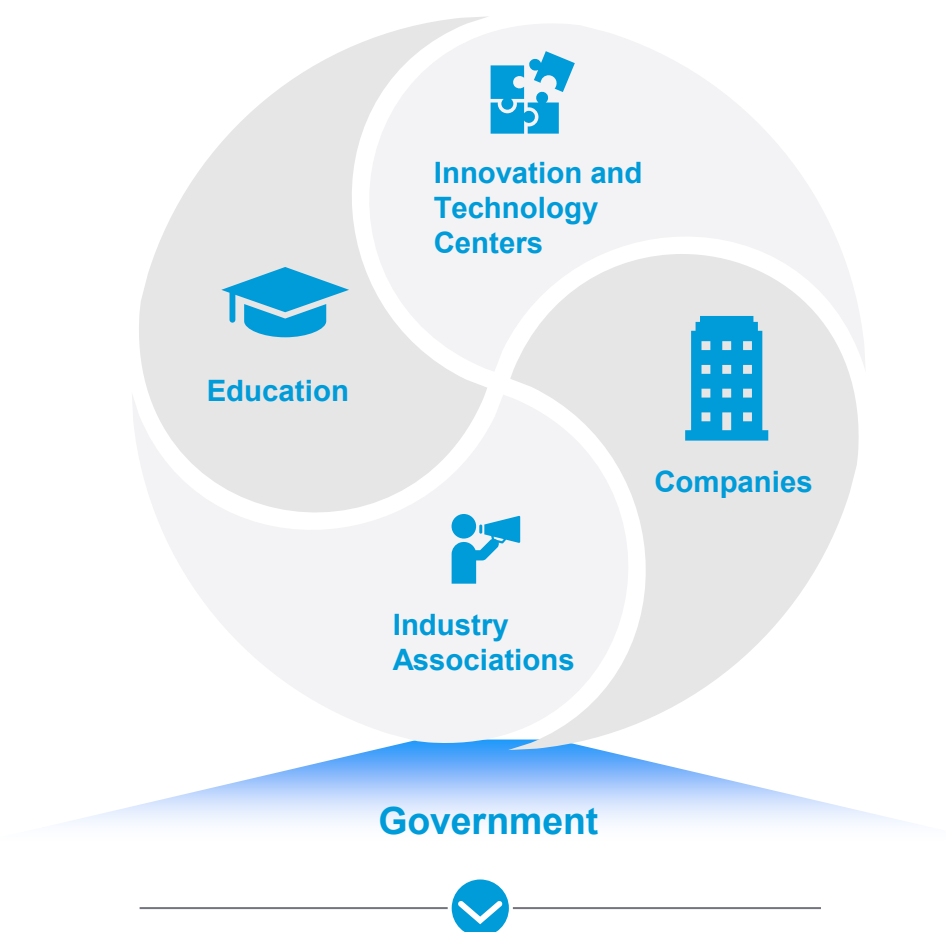 Innovation and
Technology
Centers
Education
Companies
Industry
Associations
Government